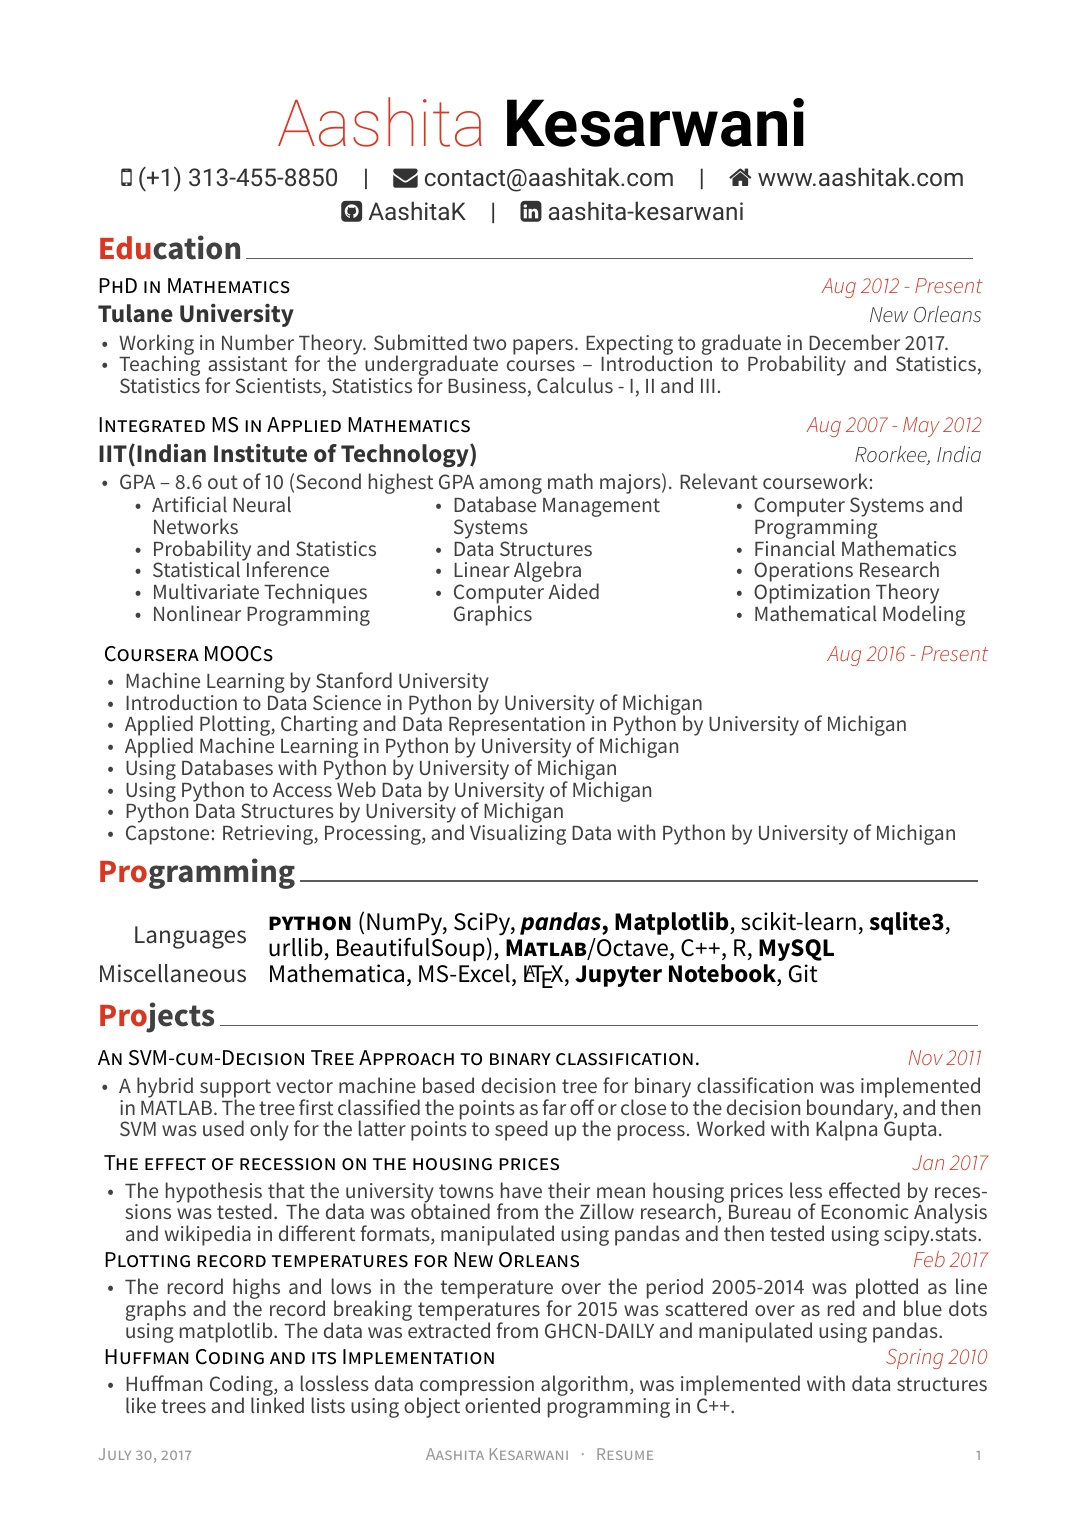 Aashita Kesarwani
(+1) 313-455-8850 | contact@aashitak.com | www.aashitak.com
AashitaK | aashita-kesarwani
Education
PhD in Mathematics Aug 2012 - Present
Tulane University New Orleans
• Working in Number Theory. Submitted two papers. Expecting to graduate in December 2017.
• Teaching assistant for the undergraduate courses – Introduction to Probability and Statistics,
Statistics for Scientists, Statistics for Business, Calculus - I, II and III.
Integrated MS in Applied Mathematics Aug 2007 - May 2012
IIT(Indian Institute of Technology) Roorkee, India
• GPA – 8.6 out of 10 (Second highest GPA among math majors). Relevant coursework:
• Artificial Neural
Networks
• Probability and Statistics
• Statistical Inference
• Multivariate Techniques
• Nonlinear Programming
• Database Management
Systems
• Data Structures
• Linear Algebra
• Computer Aided
Graphics
• Computer Systems and
Programming
• Financial Mathematics
• Operations Research
• Optimization Theory
• Mathematical Modeling
Coursera MOOCs Aug 2016 - Present
• Machine Learning by Stanford University
• Introduction to Data Science in Python by University of Michigan
• Applied Plotting, Charting and Data Representation in Python by University of Michigan
• Applied Machine Learning in Python by University of Michigan
• Using Databases with Python by University of Michigan
• Using Python to Access Web Data by University of Michigan
• Python Data Structures by University of Michigan
• Capstone: Retrieving, Processing, and Visualizing Data with Python by University of Michigan
Programming
Languages python (NumPy, SciPy, pandas, Matplotlib, scikit-learn, sqlite3,
urllib, BeautifulSoup), Matlab/Octave, C++, R, MySQL
Miscellaneous Mathematica, MS-Excel, LATEX, Jupyter Notebook, Git
Projects
An SVM-cum-Decision Tree Approach to binary classification. Nov 2011
• A hybrid support vector machine based decision tree for binary classification was implemented
in MATLAB. The tree first classified the points as far off or close to the decision boundary, and then
SVM was used only for the latter points to speed up the process. Worked with Kalpna Gupta.
The effect of recession on the housing prices Jan 2017
• The hypothesis that the university towns have their mean housing prices less effected by reces-
sions was tested. The data was obtained from the Zillow research, Bureau of Economic Analysis
and wikipedia in different formats, manipulated using pandas and then tested using scipy.stats.
Plotting record temperatures for New Orleans Feb 2017
• The record highs and lows in the temperature over the period 2005-2014 was plotted as line
graphs and the record breaking temperatures for 2015 was scattered over as red and blue dots
using matplotlib. The data was extracted from GHCN-DAILY and manipulated using pandas.
Huffman Coding and its Implementation Spring 2010
• Huffman Coding, a lossless data compression algorithm, was implemented with data structures
like trees and linked lists using object oriented programming in C++.
July 30, 2017 Aashita Kesarwani · Resume 1